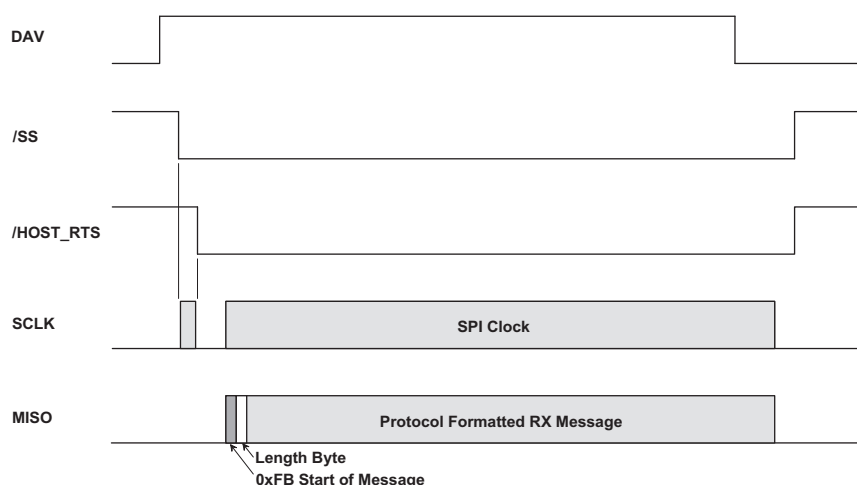 DAV
/SS
/HOST_RTS
SCLK
SPI Clock
MISO
Protocol Formatted RX Message
Length Byte
0xFB Start of Message